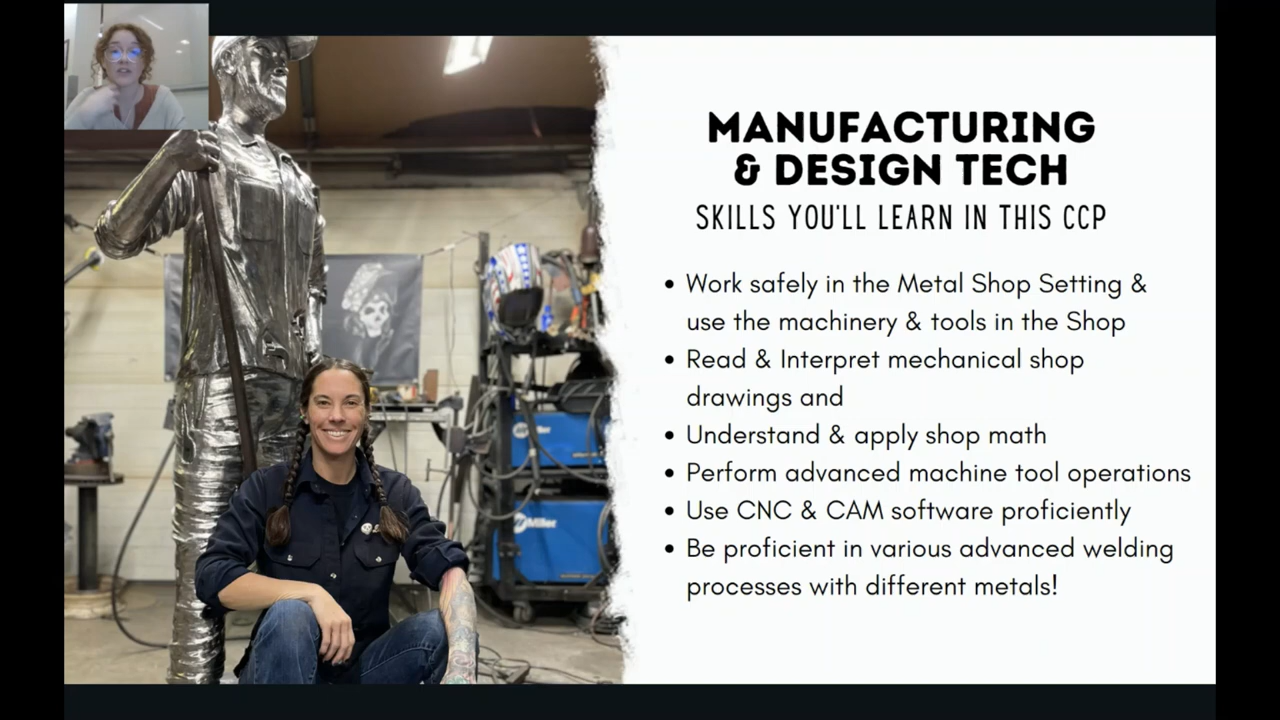 MANUFACTURING
& DESIGN TECH
SKILLS YOU'LL LEARN IN THIS CCP
• Work safely in the Metal Shop Setting &
use the machinery & tools in the Shop
• Read & Interpret mechanical shop
drawings and
• Understand & apply shop math
• Perform advanced machine tool operations
• Use CNC & CAM software proficiently
• Be proficient in various advanced welding
processes with different metals!
Miller
Miller